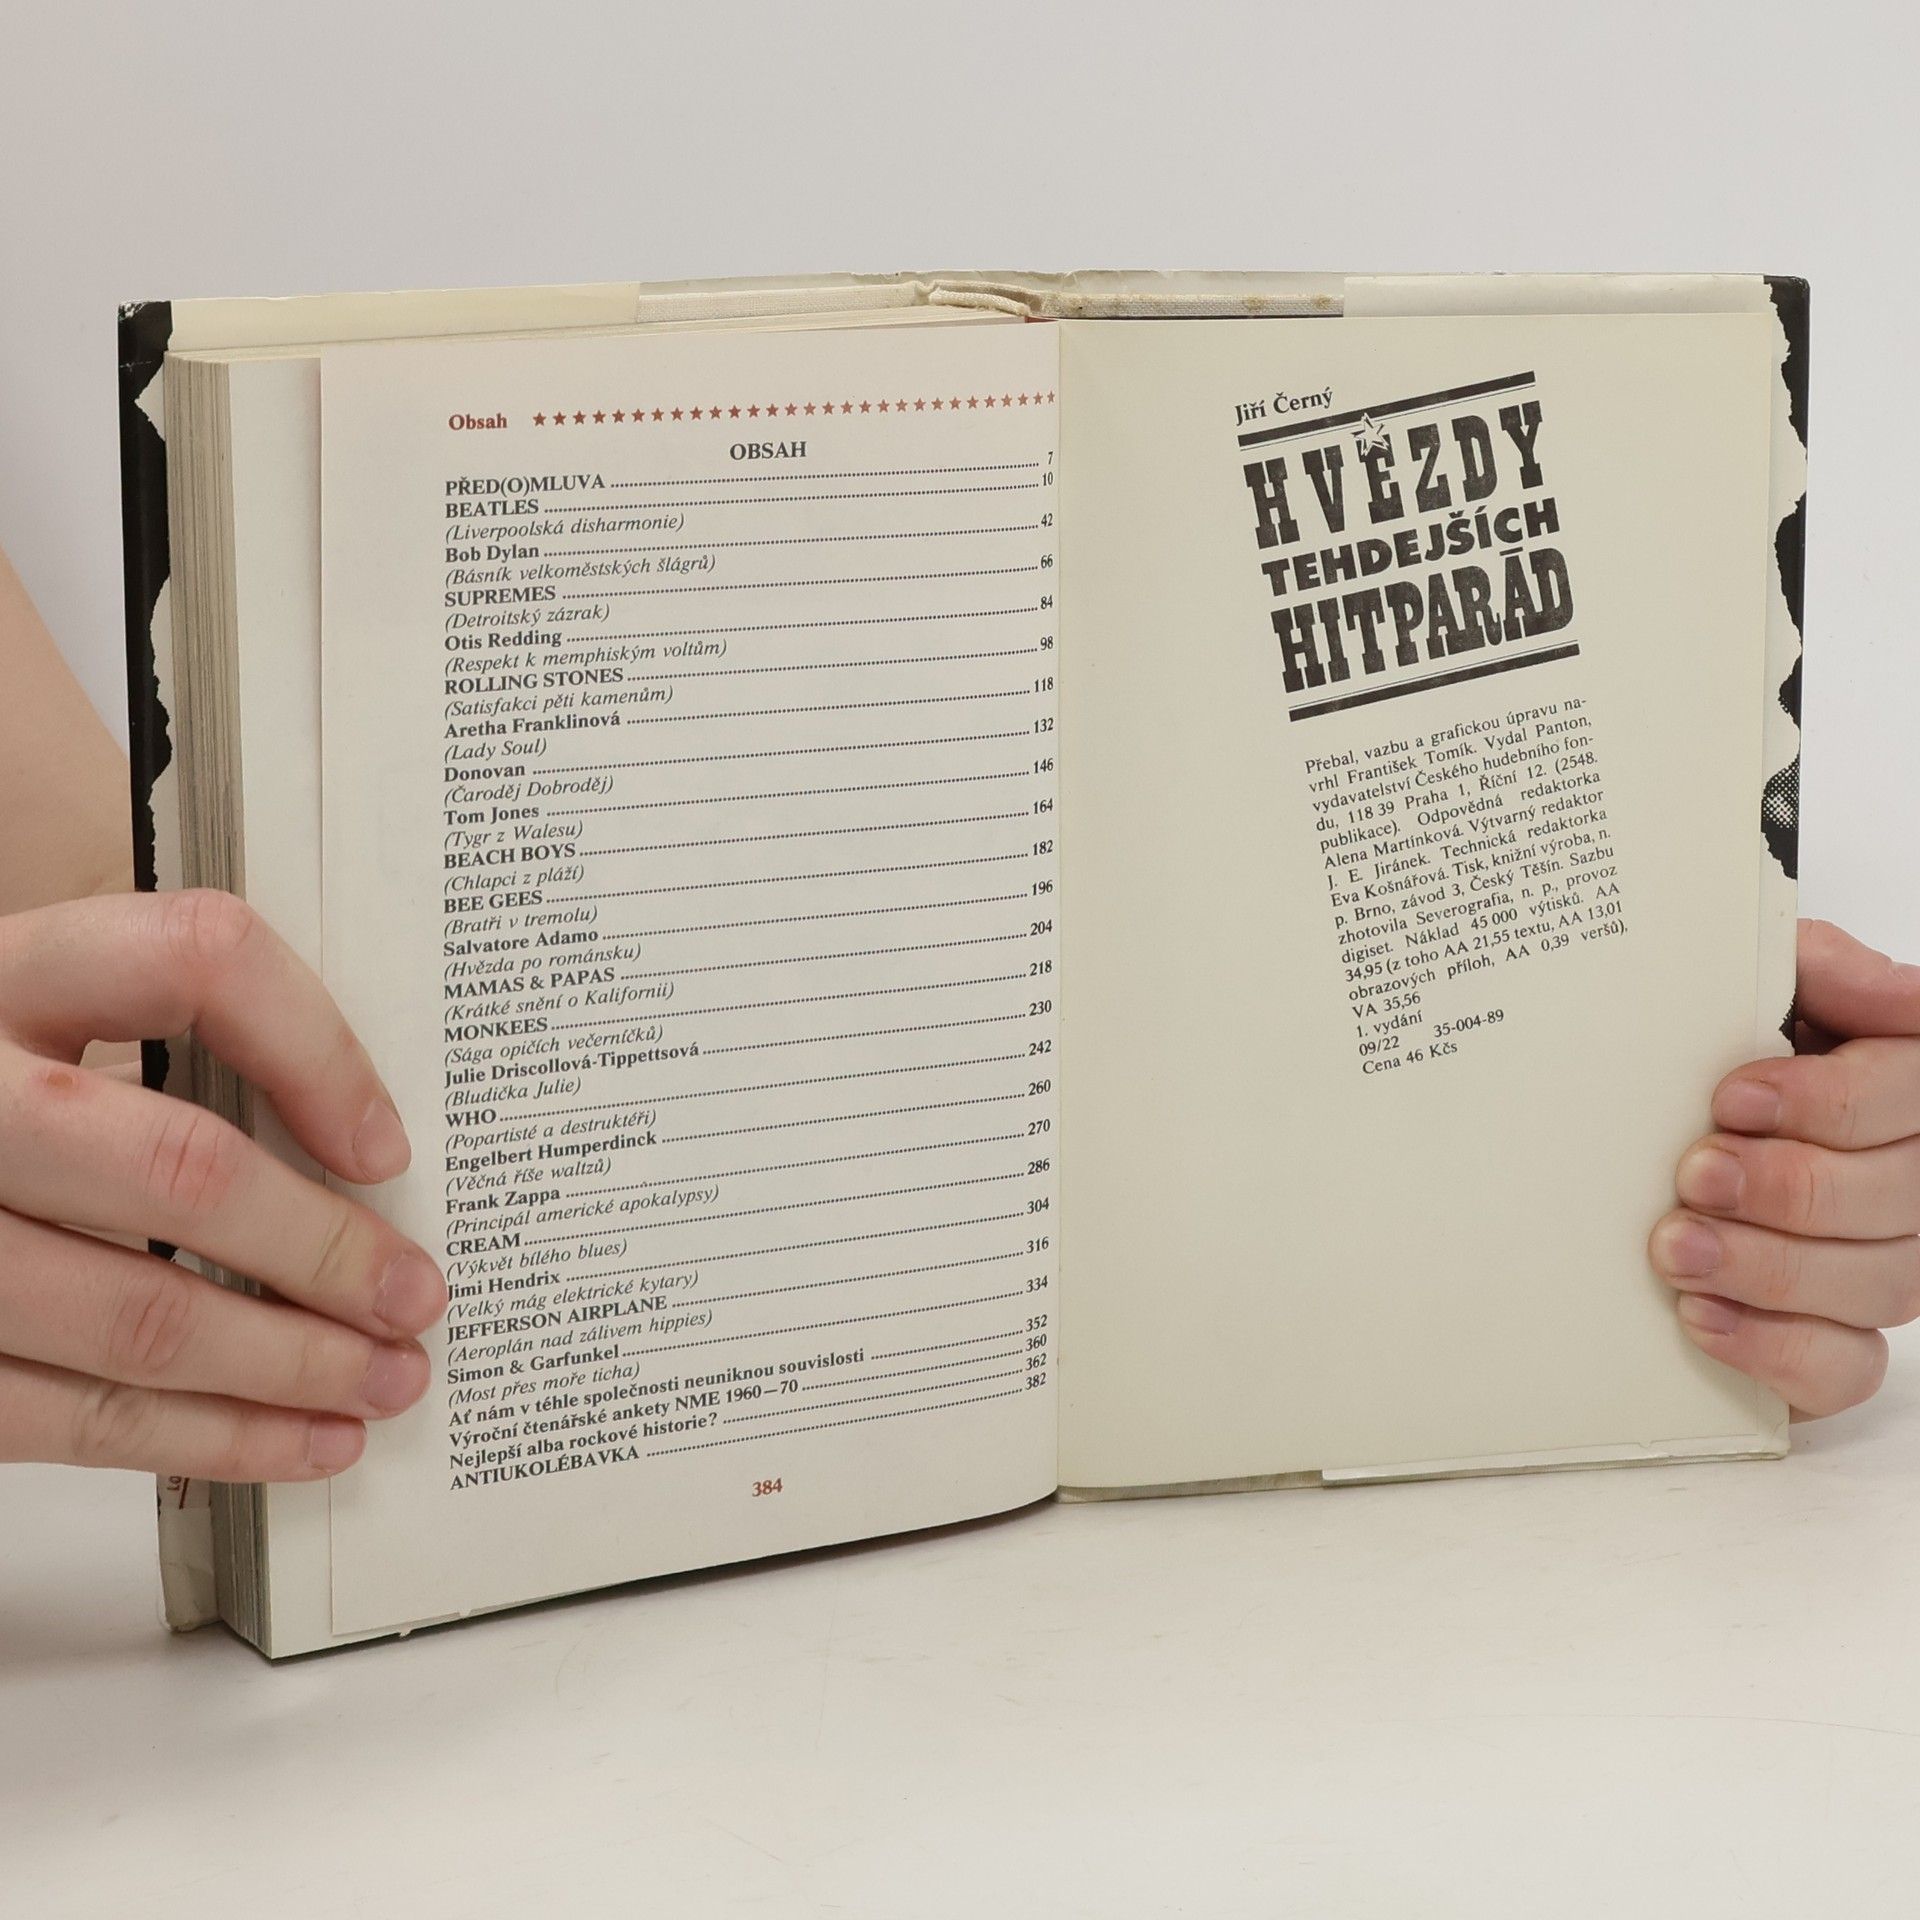 Obsah ★★★★★★★★★★★★★★★★★★★★★★★★★★★
OBSAH
PŘED(O)MLUVA ........ 7
BEATLES ........ 10
(Liverpoolská disharmonie)
Bob Dylan ........ 42
(Básník velkoměstských šlágrů)
SUPREMES ........ 66
(Detroitský zázrak)
Otis Redding ........ 84
(Respekt k memphiským voltům)
ROLLING STONES ........ 98
(Satisfakci pěti kamenům)
Aretha Franklinová ........ 118
(Lady Soul)
Donovan ........ 132
(Čaroděj Dobroděj)
Tom Jones ........ 146
(Tygr z Walesu)
BEACH BOYS ........ 164
(Chlapci z pláží)
BEE GEES ........ 182
(Bratři v tremolu)
Salvatore Adamo ........ 196
(Hvězda po románsku)
MAMAS & PAPAS ........ 204
(Krátké snění o Kalifornii)
MONKEES ........ 218
(Sága opičích večerníčků)
Julie Driscollová-Tippettsová ........ 230
(Bludička Julie)
WHO ........ 242
(Popartisté a destruktéři)
Engelbert Humperdinck ........ 260
(Věčná říše waltzů)
Frank Zappa ........ 270
(Principál americké apokalypsy)
CREAM ........ 286
(Výkvět bílého blues)
Jimi Hendrix ........ 304
(Velký mág elektrické kytary)
JEFFERSON AIRPLANE ........ 316
(Aeroplán nad zálivem hippies)
Simon & Garfunkel ........ 334
(Most přes moře ticha)
Ať nám v téhle společnosti neuniknou souvislosti ........ 352
Výroční čtenářské ankety NME 1960—70 ........ 360
Nejlepší alba rockové historie? ........ 362
ANTIUKOLÉBAVKA ........ 382
384
Jiří Černý
HVĚZDY
TEHDEJŠÍCH
HITPARÁD
Přebal, vazbu a grafickou úpravu na-
vrhl František Tomík. Vydal Panton,
vydavatelství Českého hudebního fon-
du, 118 39 Praha 1, Říční 12. (2548.
publikace). Odpovědná redaktorka
Alena Martínková. Výtvarný redaktor
J. E. Jiránek. Technická redaktorka
Eva Košnářová. Tisk, knižní výroba, n.
p. Brno, závod 3, Český Těšín. Sazbu
zhotovila Severografia, n. p., provoz
digiset. Náklad 45 000 výtisků. AA
34,95 (z toho AA 21,55 textu, AA 13,01
obrazových příloh, AA 0,39 veršů),
VA 35,56
1. vydání
09/22 35-004-89
Cena 46 Kčs